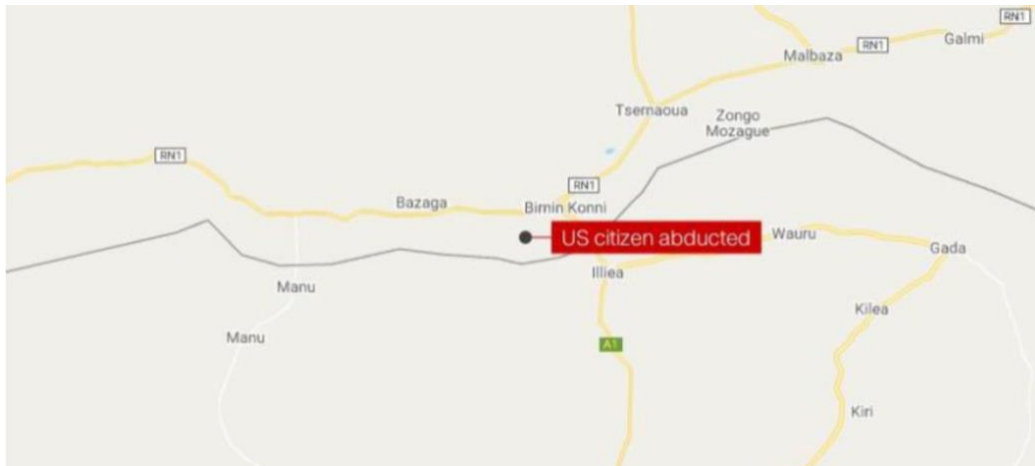 RN1
Galmi
RN1
Malbaza
Tsernaoua
Zongo
Mozague
RN1
RN1
Bazaga
Birnin Konni
US citizen abducted
Wauru
Gada
Illiea
Manu
Kilea
Manu
A1
Kiri